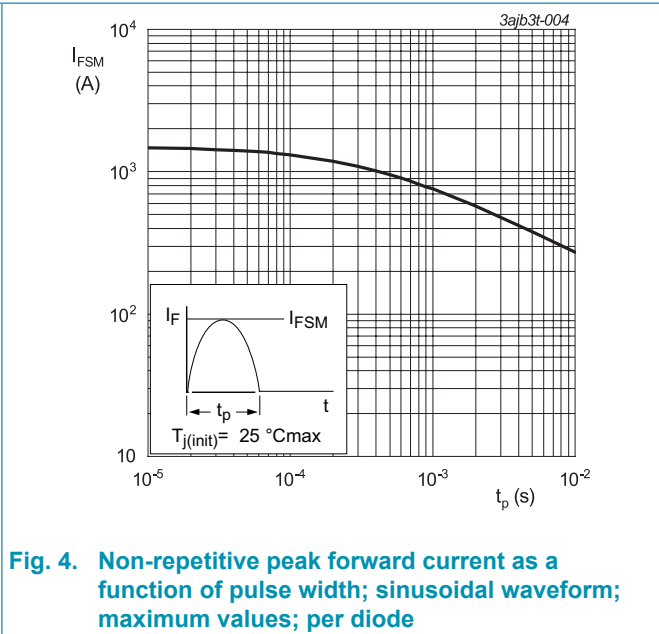 3ajb3t-004
I_FSM
(A)
10^4
10^3
10^2
10
I_F
I_FSM
t_p
t
T_j(init)= 25 °Cmax
10^-5
10^-4
10^-3
10^-2
t_p (s)
Fig. 4. Non-repetitive peak forward current as a
function of pulse width; sinusoidal waveform;
maximum values; per diode